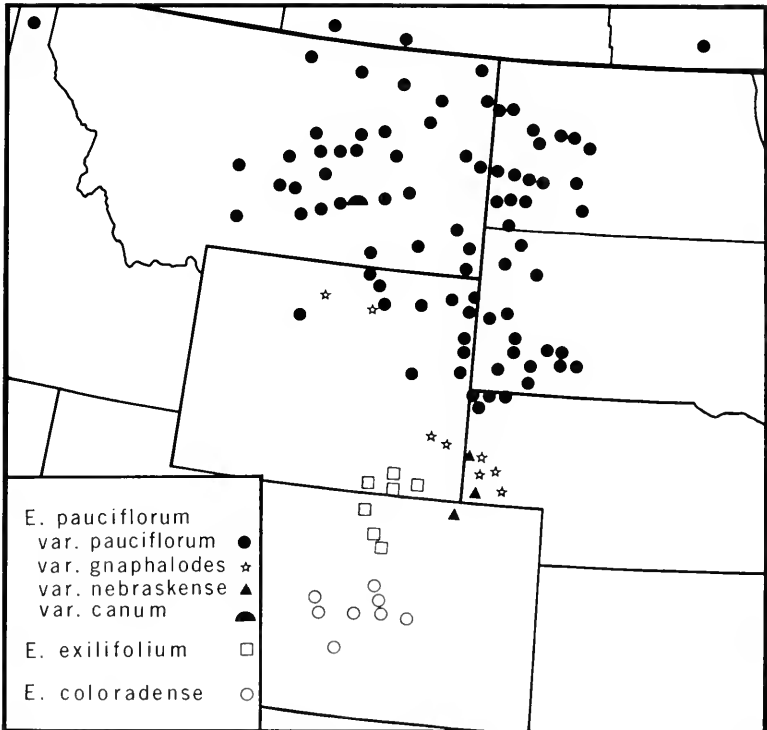 E. pauciflorum
var. pauciflorum
var. gnaphalodes
var. nebraskense
var. canum
E. exilifolium
E. coloradense